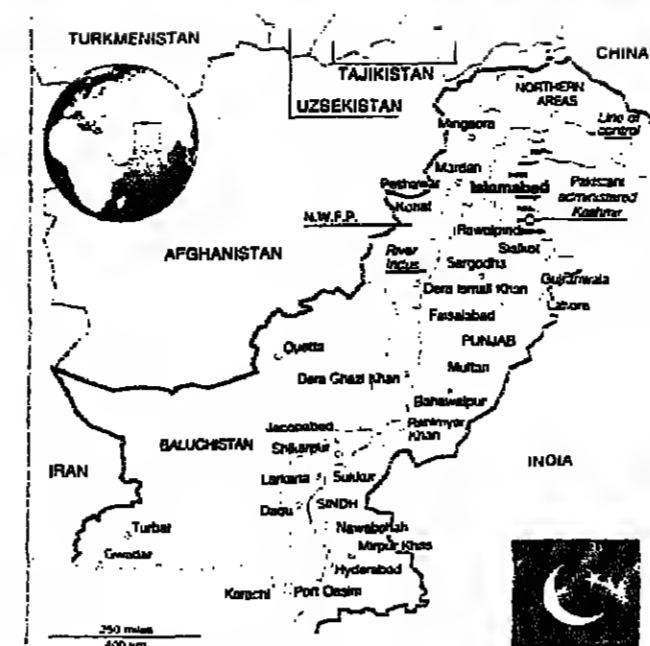 TURKMENISTAN
CHINA
TAJIKISTAN
UZBEKISTAN
NORTHERN
AREAS
Line of
control
Mingaora
Mardan
Peshawar
Islamabad
Pakistani
administered
Kashmir
Kohat
N.W.F.P.
Rawalpindi
Sialkot
AFGHANISTAN
River
Indus
Sargodha
Gujranwala
Dera Ismail Khan
Lahore
Faisalabad
PUNJAB
Quetta
Multan
Dera Ghazi Khan
Bahawalpur
Jacobabad
Rahimyar
Khan
BALUCHISTAN
Shikarpur
IRAN
INDIA
Larkana
Sukkur
Dadu
SINDH
Turbat
Nawabshah
Gwadar
Mirpur Khas
Hyderabad
Karachi
Port Qasim
250 miles
400 km